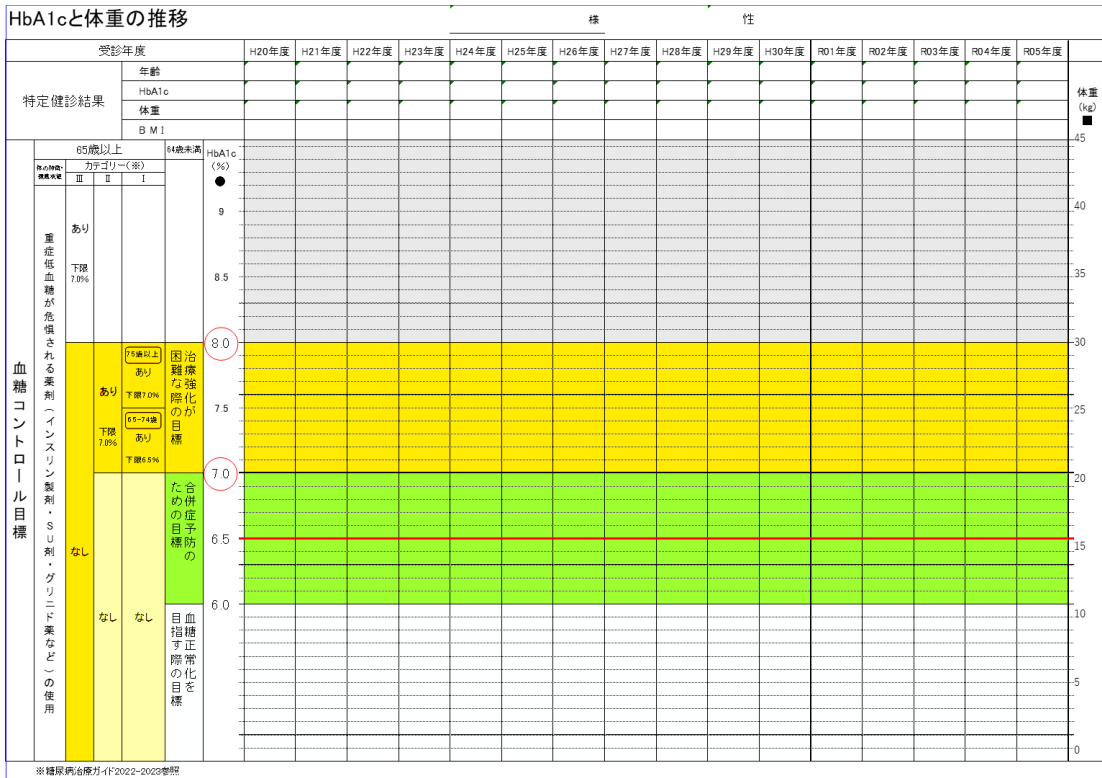 HbA1cと体重の推移
様 性
受診年度 H20年度 H21年度 H22年度 H23年度 H24年度 H25年度 H26年度 H27年度 H28年度 H29年度 H30年度 R01年度 R02年度 R03年度 R04年度 R05年度
特定健診結果
年齢
HbA1c
体重
ＢＭＩ
体重
(kg)
■
65歳以上 64歳未満 HbA1c
(%)
●
カテゴリー(※)
Ⅲ Ⅱ Ⅰ
血糖コントロール目標
重症低血糖が危惧される薬剤（インスリン製剤・ＳＵ剤・グリニド薬など）の使用
あり
下限
7.0%
なし
あり
下限
7.0%
なし
75歳以上
あり
下限7.0%
65-74歳
あり
下限6.5%
なし
治療強化が
困難な際の目標
合併症予防の
ための目標
血糖正常化を
目指す際の目標
9
8.5
8.0
7.5
7.0
6.5
6.0
45
40
35
30
25
20
15
10
5
0
※糖尿病治療ガイド2022-2023参照